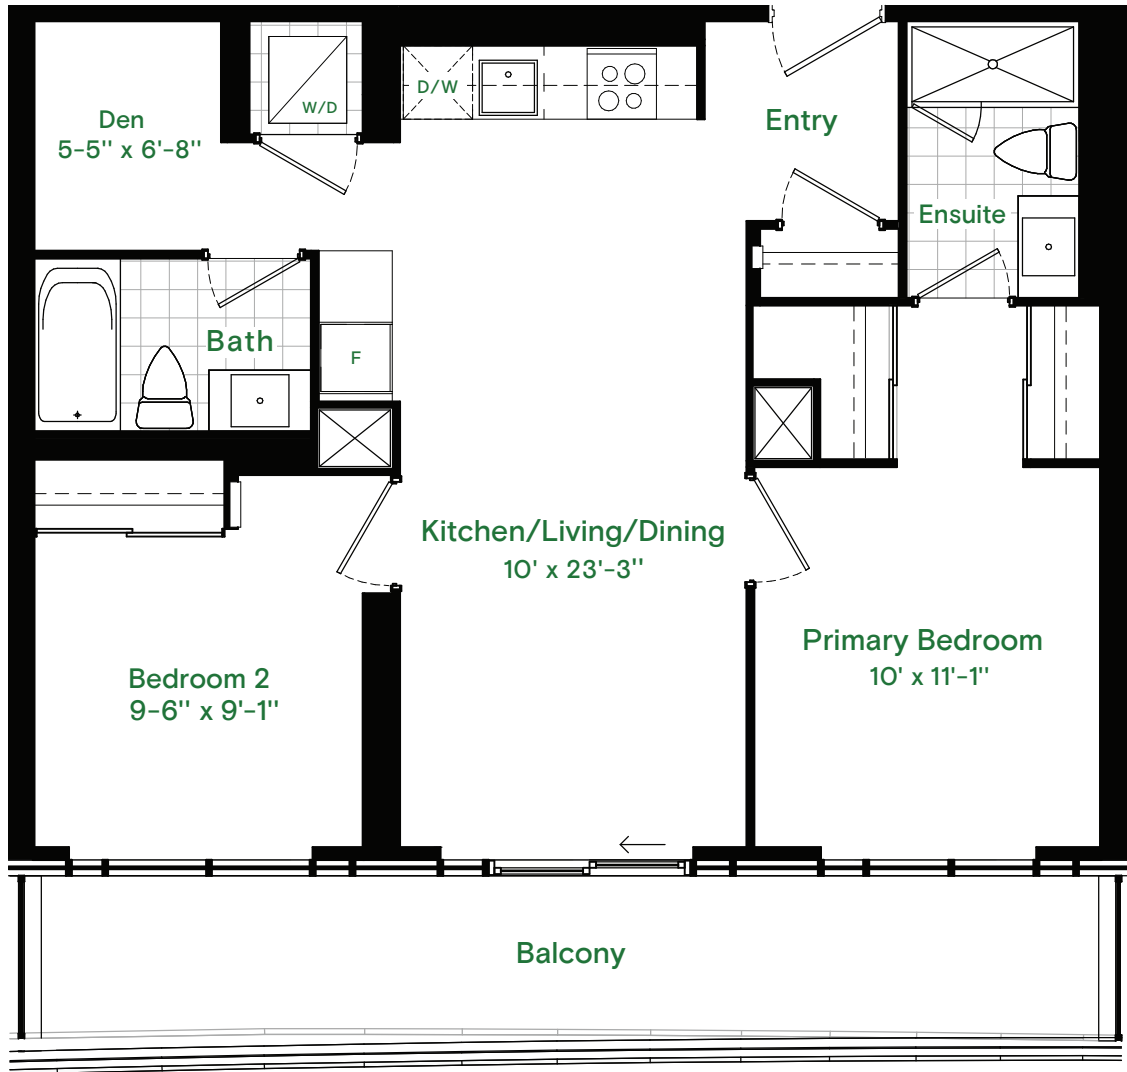 Den
5-5" x 6'-8"
W/D
D/W
Entry
Ensuite
Bath
F
Kitchen/Living/Dining
10' x 23'-3"
Primary Bedroom
10' x 11'-1"
Bedroom 2
9-6" x 9'-1"
Balcony